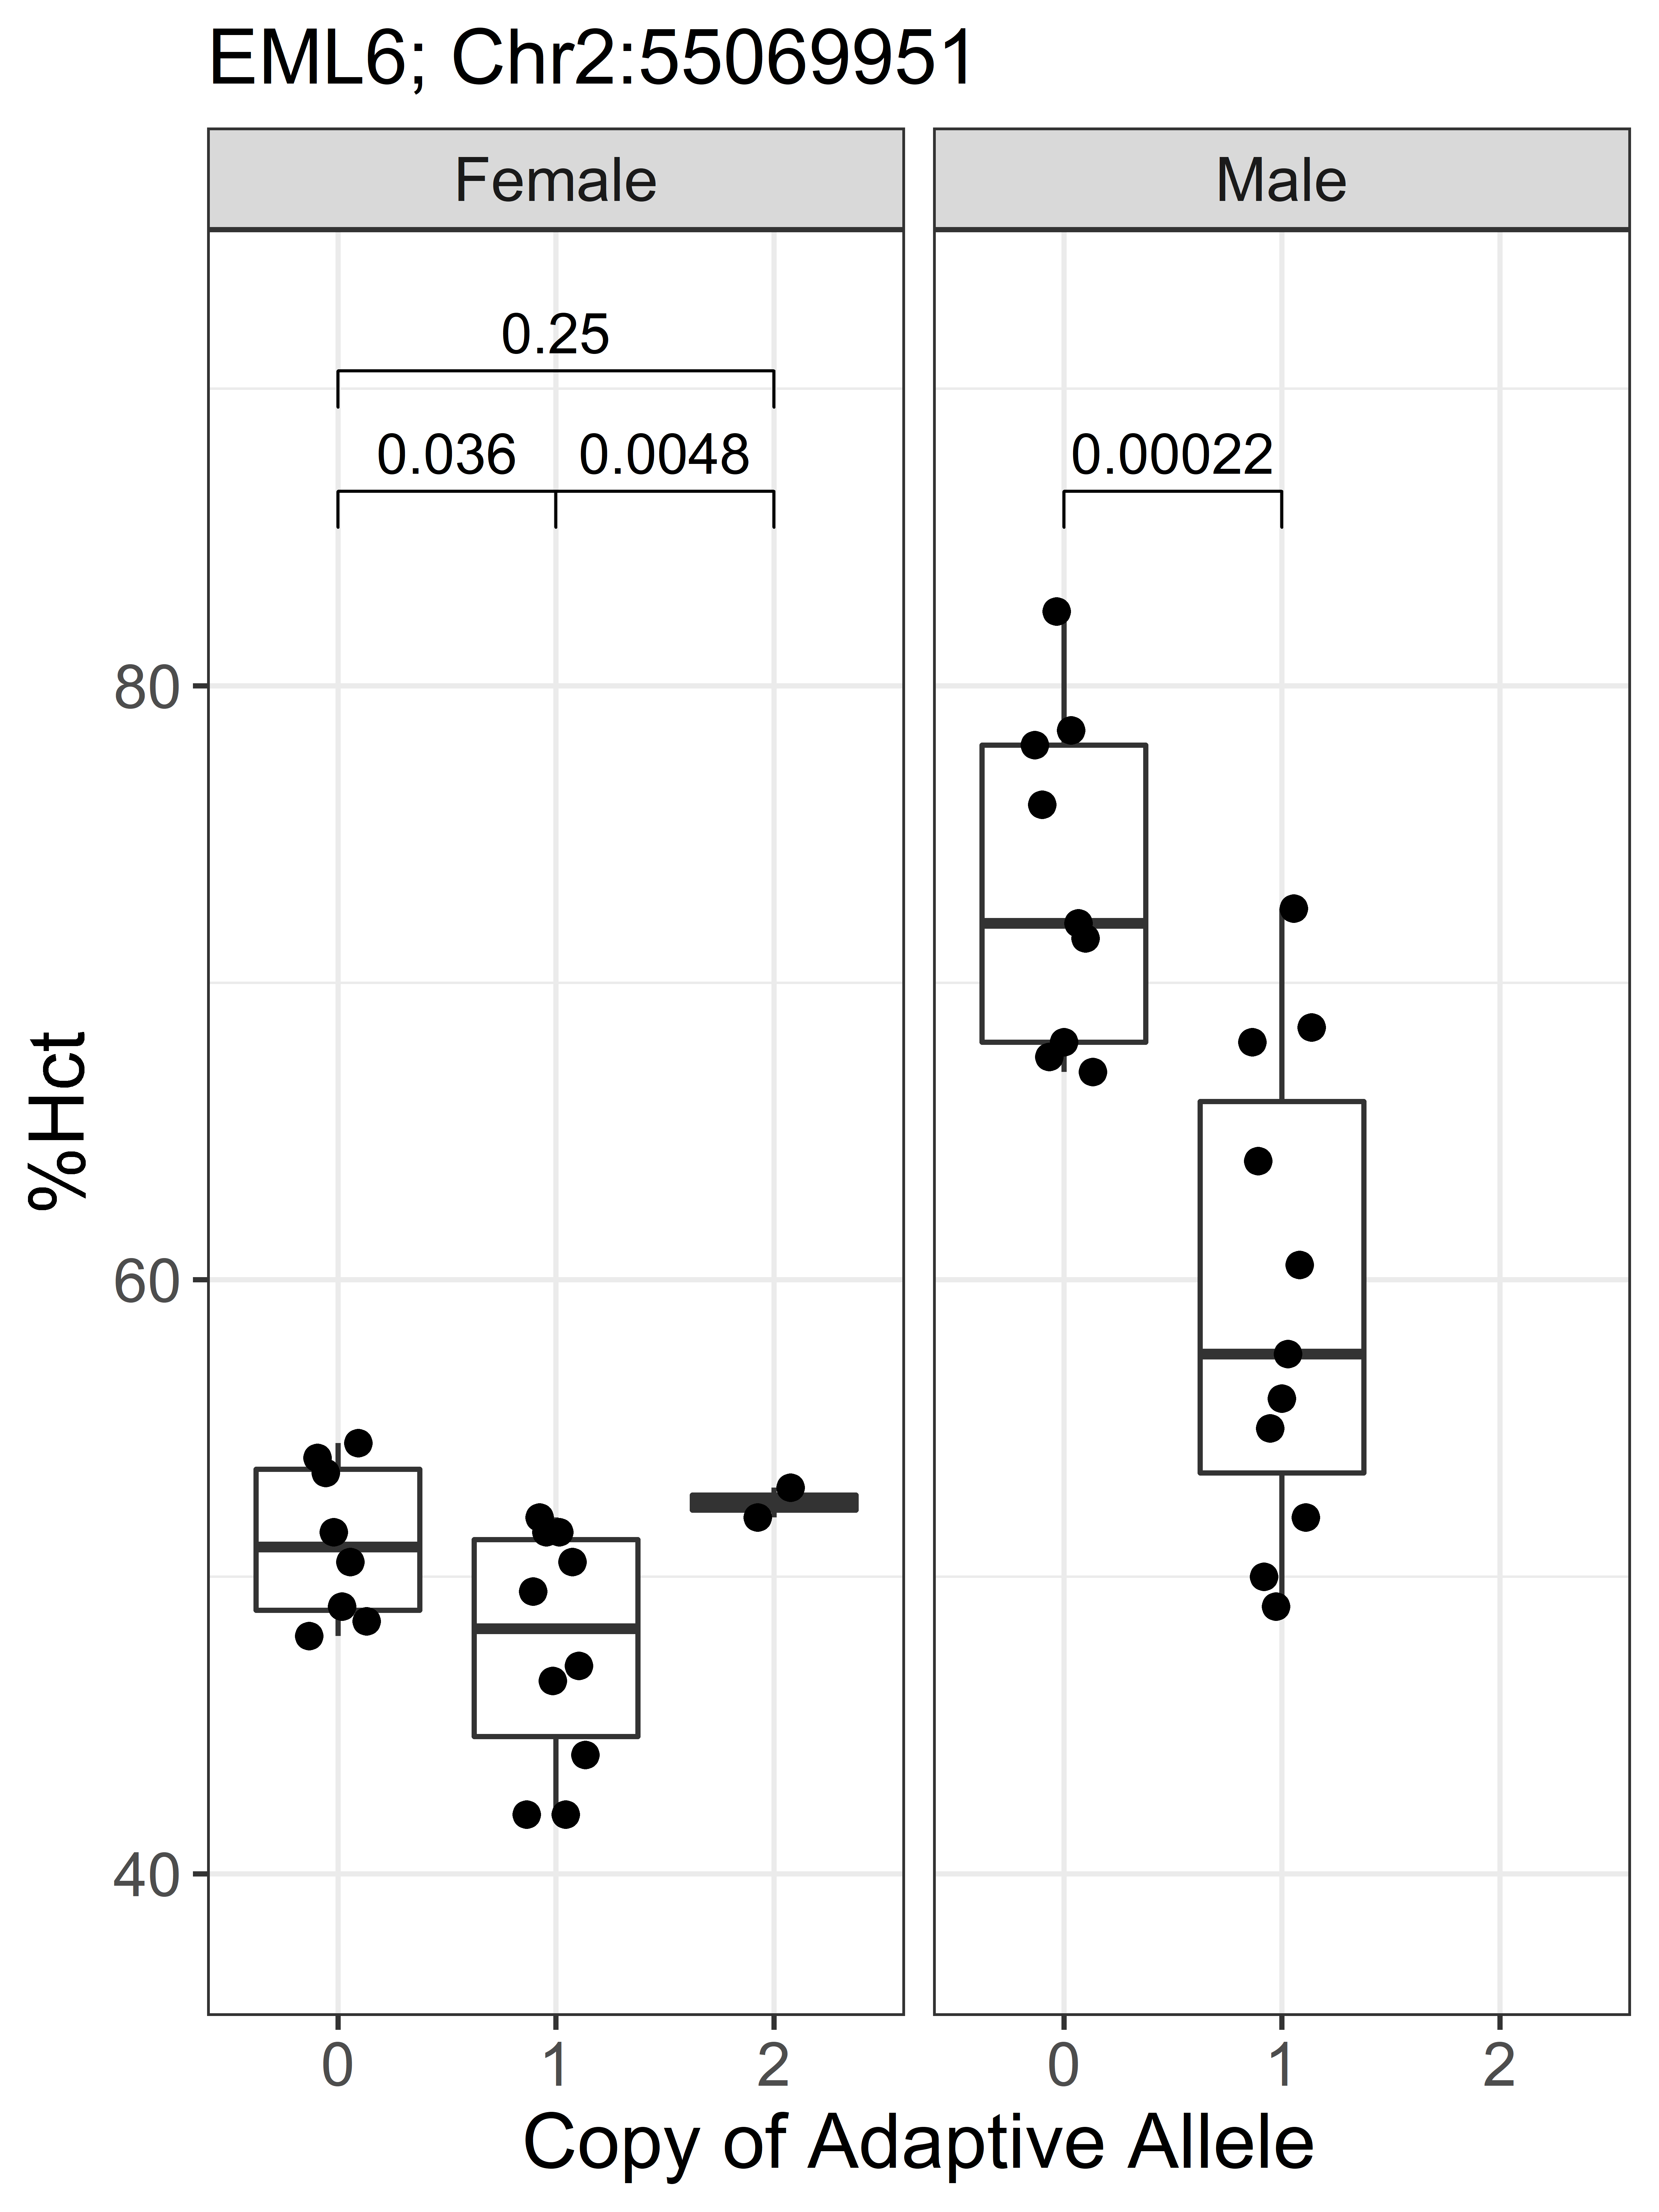 EML6; Chr2:55069951
Female
Male
0.25
0.036
0.0048
0.00022
80
60
40
%Hct
0
1
2
0
1
2
Copy of Adaptive Allele